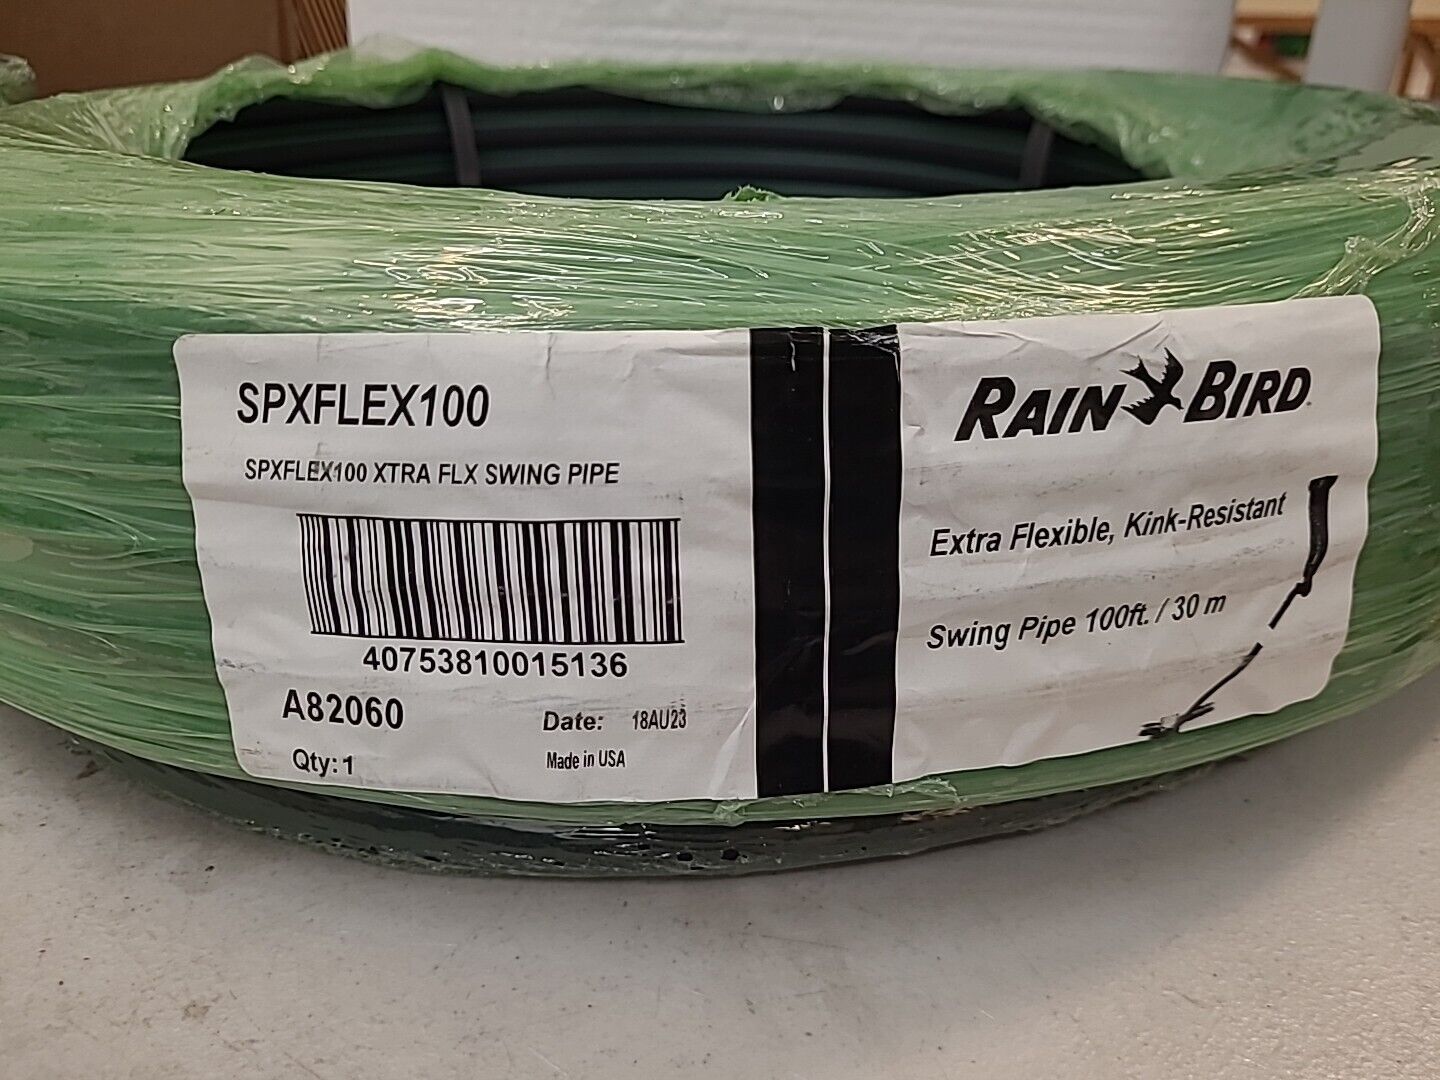 SPXFLEX100
SPXFLEX100 XTRA FLX SWING PIPE
40753810015136
A82060
Date: 18AU23
Qty: 1
Made in USA
RAIN BIRD
Extra Flexible, Kink-Resistant
Swing Pipe 100ft. / 30 m